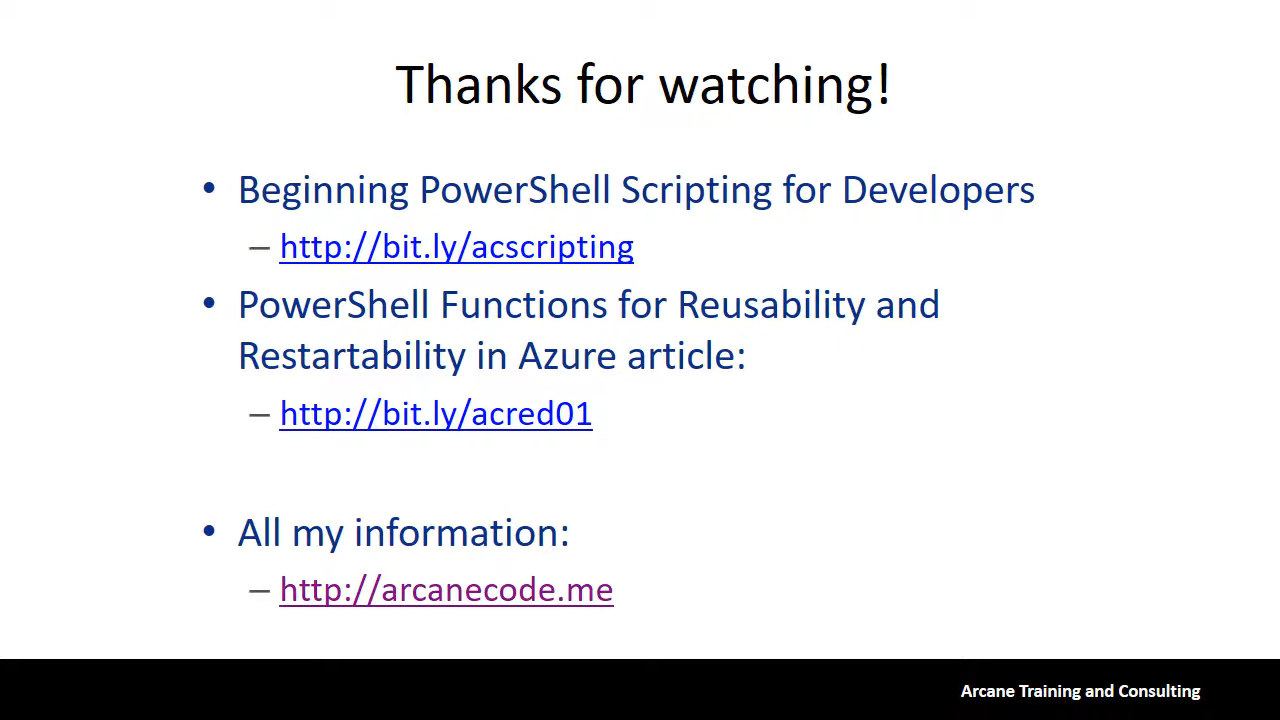 Thanks for watching!
• Beginning PowerShell Scripting for Developers
– http://bit.ly/acscripting
• PowerShell Functions for Reusability and
Restartability in Azure article:
– http://bit.ly/acred01
• All my information:
– http://arcanecode.me
Arcane Training and Consulting